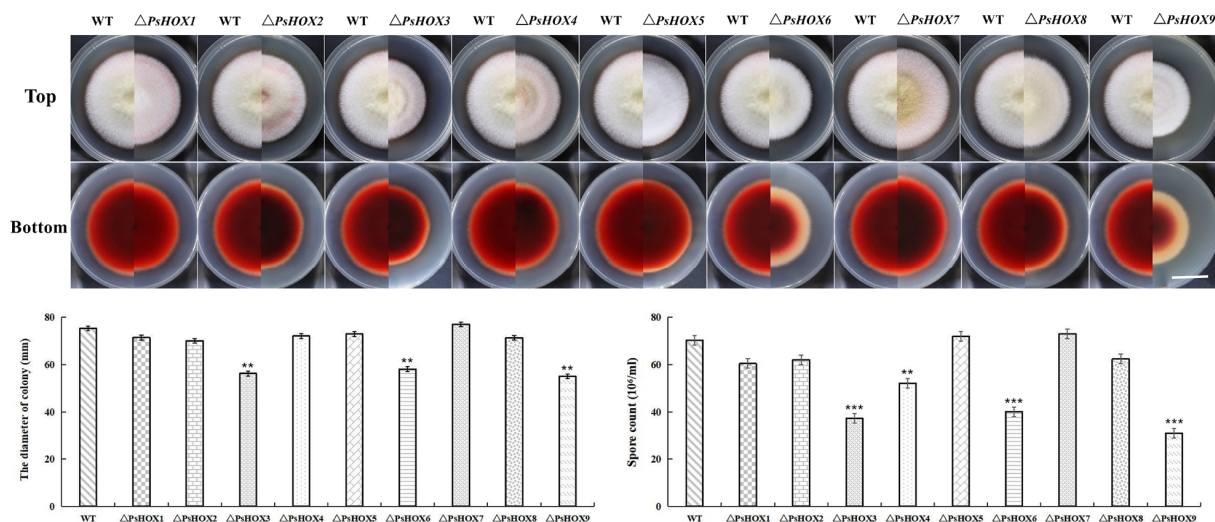 WT △PsHOX1 WT △PsHOX2 WT △PsHOX3 WT △PsHOX4 WT △PsHOX5 WT △PsHOX6 WT △PsHOX7 WT △PsHOX8 WT △PsHOX9
Top
Bottom
The diameter of colony (mm)
80
60
40
20
0
**
**
**
WT △PsHOX1 △PsHOX2 △PsHOX3 △PsHOX4 △PsHOX5 △PsHOX6 △PsHOX7 △PsHOX8 △PsHOX9
Spore count (10⁶/ml)
80
60
40
20
0
***
**
***
***
WT △PsHOX1 △PsHOX2 △PsHOX3 △PsHOX4 △PsHOX5 △PsHOX6 △PsHOX7 △PsHOX8 △PsHOX9